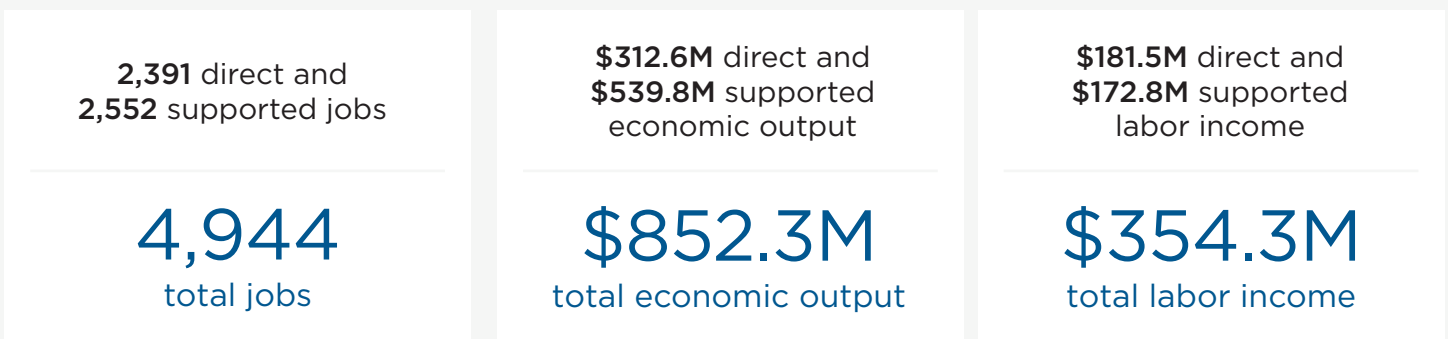 2,391 direct and
2,552 supported jobs
4,944
total jobs
$312.6M direct and
$539.8M supported
economic output
$852.3M
total economic output
$181.5M direct and
$172.8M supported
labor income
$354.3M
total labor income